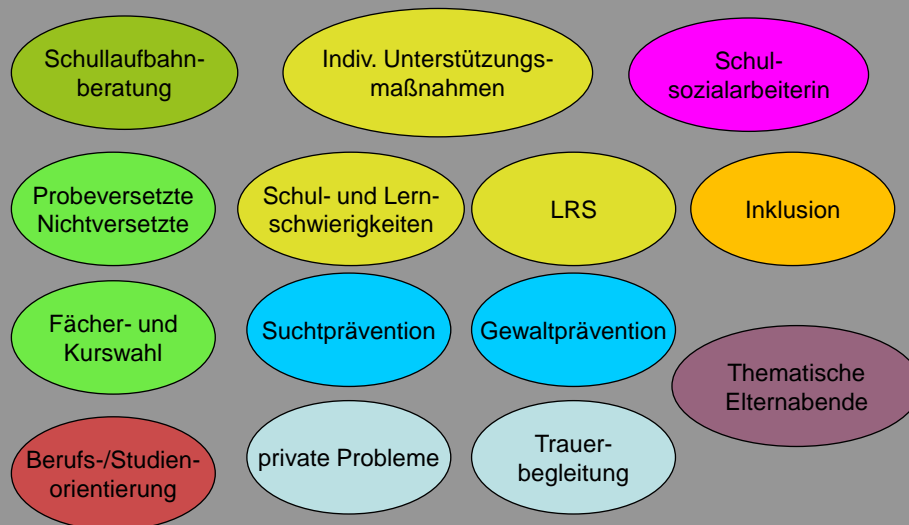 Schullaufbahn-
beratung
Indiv. Unterstützungs-
maßnahmen
Schul-
sozialarbeiterin
Probeversetzte
Nichtversetzte
Schul- und Lern-
schwierigkeiten
LRS
Inklusion
Fächer- und
Kurswahl
Suchtprävention
Gewaltprävention
Thematische
Elternabende
Berufs-/Studien-
orientierung
private Probleme
Trauer-
begleitung